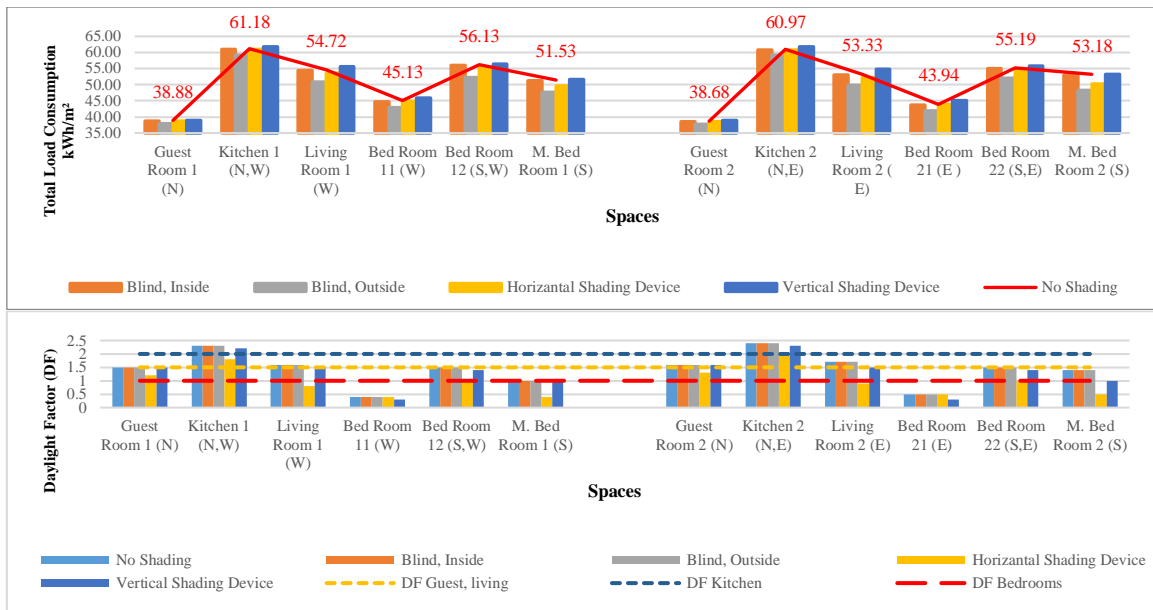 Total Load Consumption
kWh/m²
65.00
60.00
55.00
50.00
45.00
40.00
35.00
38.88
61.18
54.72
45.13
56.13
51.53
38.68
60.97
53.33
43.94
55.19
53.18
Guest
Room 1
(N)
Kitchen 1
(N,W)
Living
Room 1
(W)
Bed Room
11 (W)
Bed Room
12 (S,W)
M. Bed
Room 1 (S)
Guest
Room 2
(N)
Kitchen 2
(N,E)
Living
Room 2 (
E)
Bed Room
21 (E )
Bed Room
22 (S,E)
M. Bed
Room 2 (S)
Spaces
Blind, Inside
Blind, Outside
Horizantal Shading Device
Vertical Shading Device
No Shading
Daylight Factor (DF)
2.5
2
1.5
1
0.5
0
Guest
Room 1 (N)
Kitchen 1
(N,W)
Living
Room 1
(W)
Bed Room
11 (W)
Bed Room
12 (S,W)
M. Bed
Room 1 (S)
Guest
Room 2 (N)
Kitchen 2
(N,E)
Living
Room 2 (E)
Bed Room
21 (E)
Bed Room
22 (S,E)
M. Bed
Room 2 (S)
Spaces
No Shading
Blind, Inside
Blind, Outside
Horizantal Shading Device
Vertical Shading Device
DF Guest, living
DF Kitchen
DF Bedrooms